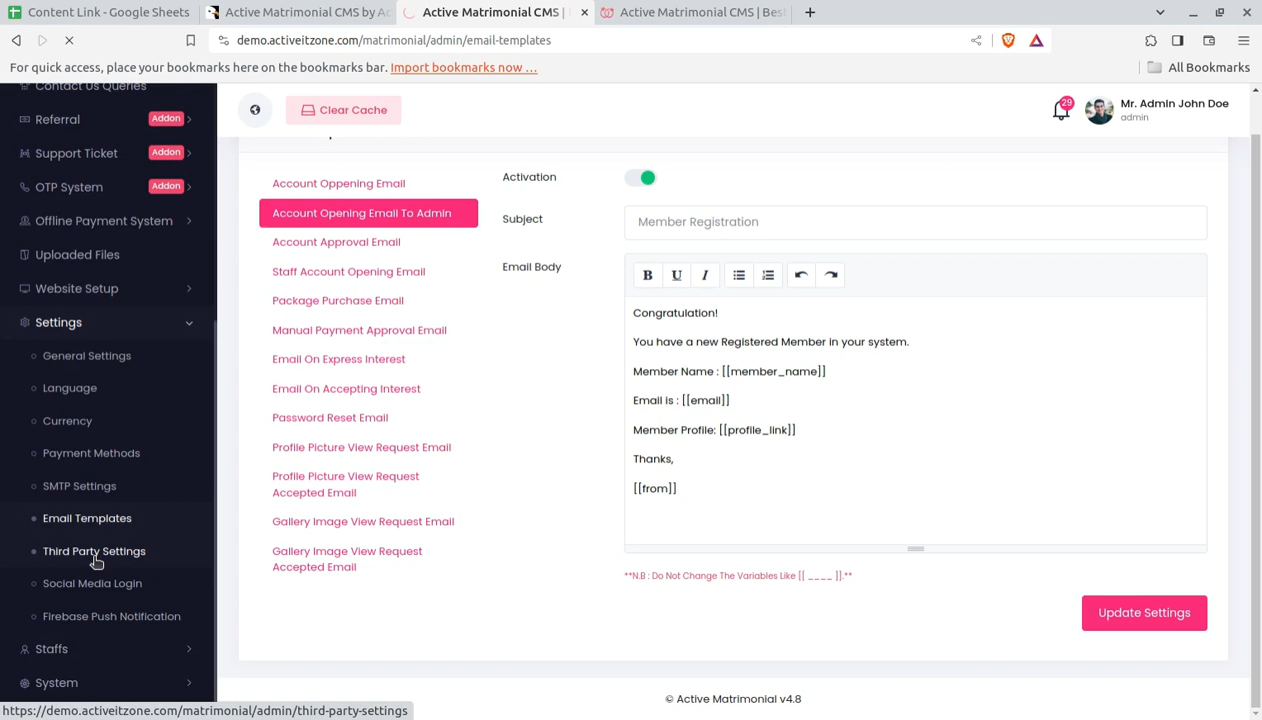 Content Link - Google Sheets
Active Matrimonial CMS by Ac
Active Matrimonial CMS |
Active Matrimonial CMS | Bes
demo.activeitzone.com/matrimonial/admin/email-templates
For quick access, place your bookmarks here on the bookmarks bar. Import bookmarks now ...
All Bookmarks
Contact Us Queries
Referral Addon
Support Ticket Addon
OTP System Addon
Offline Payment System
Uploaded Files
Website Setup
Settings
General Settings
Language
Currency
Payment Methods
SMTP Settings
Email Templates
Third Party Settings
Social Media Login
Firebase Push Notification
Staffs
System
https://demo.activeitzone.com/matrimonial/admin/third-party-settings
Clear Cache
29
Mr. Admin John Doe
admin
Account Oppening Email
Account Opening Email To Admin
Account Approval Email
Staff Account Opening Email
Package Purchase Email
Manual Payment Approval Email
Email On Express Interest
Email On Accepting Interest
Password Reset Email
Profile Picture View Request Email
Profile Picture View Request
Accepted Email
Gallery Image View Request Email
Gallery Image View Request
Accepted Email
Activation
Subject
Member Registration
Email Body
B U I
Congratulation!
You have a new Registered Member in your system.
Member Name : [[member_name]]
Email is : [[email]]
Member Profile: [[profile_link]]
Thanks,
[[from]]
**N.B : Do Not Change The Variables Like [[ ____ ]].**
Update Settings
© Active Matrimonial v4.8